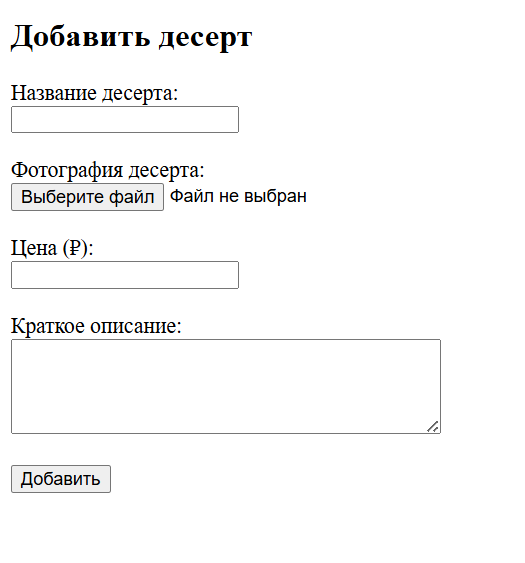 Добавить десерт
Название десерта:
Фотография десерта:
Выберите файл Файл не выбран
Цена (₽):
Краткое описание:
Добавить